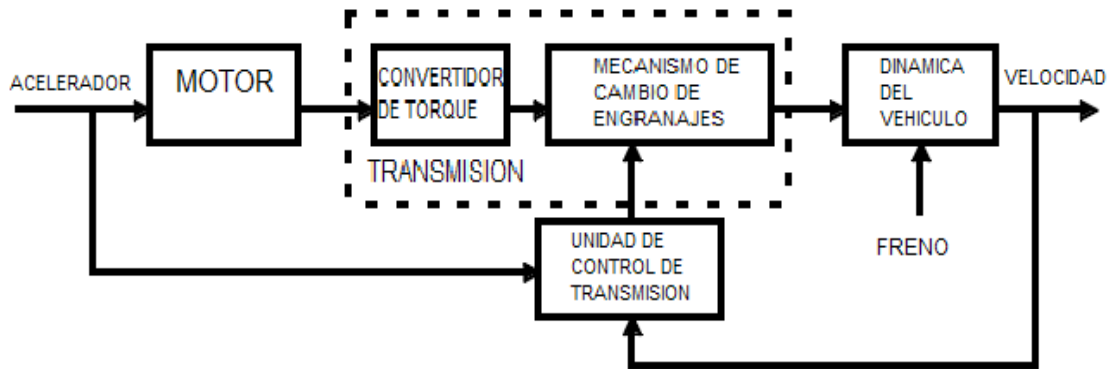 ACELERADOR
MOTOR
CONVERTIDOR
DE TORQUE
MECANISMO DE
CAMBIO DE
ENGRANAJES
DINAMICA
DEL
VEHICULO
VELOCIDAD
TRANSMISION
UNIDAD DE
CONTROL DE
TRANSMISION
FRENO